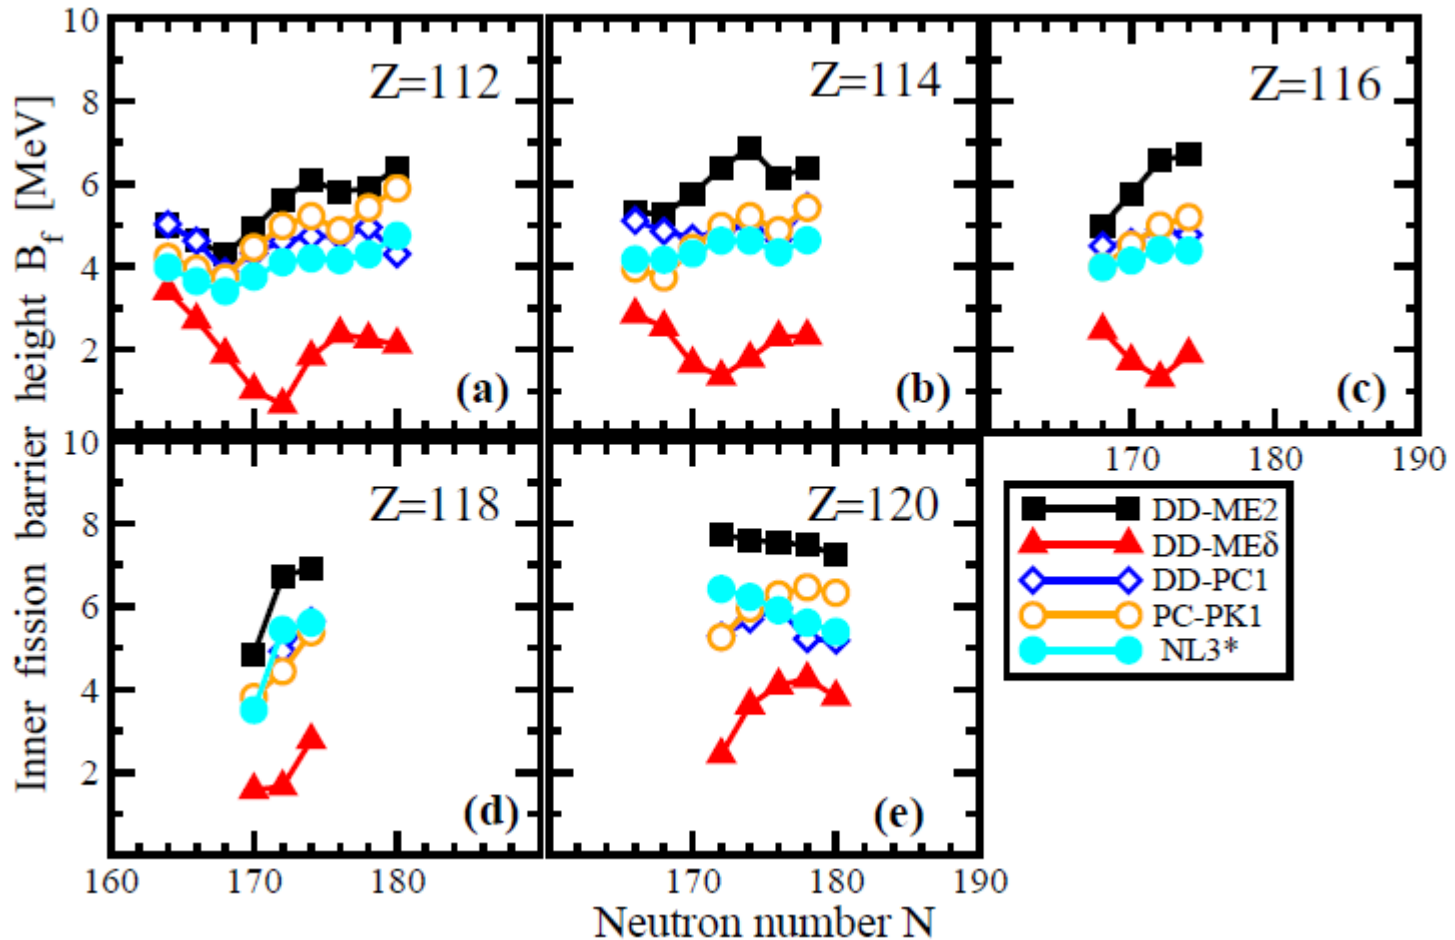 10
8
6
4
2
Z=112
(a)
Z=114
(b)
Z=116
(c)
170
180
190
Inner fission barrier height B_f [MeV]
10
8
6
4
2
Z=118
(d)
160
170
180
Z=120
(e)
170
180
190
Neutron number N
DD-ME2
DD-MEδ
DD-PC1
PC-PK1
NL3*